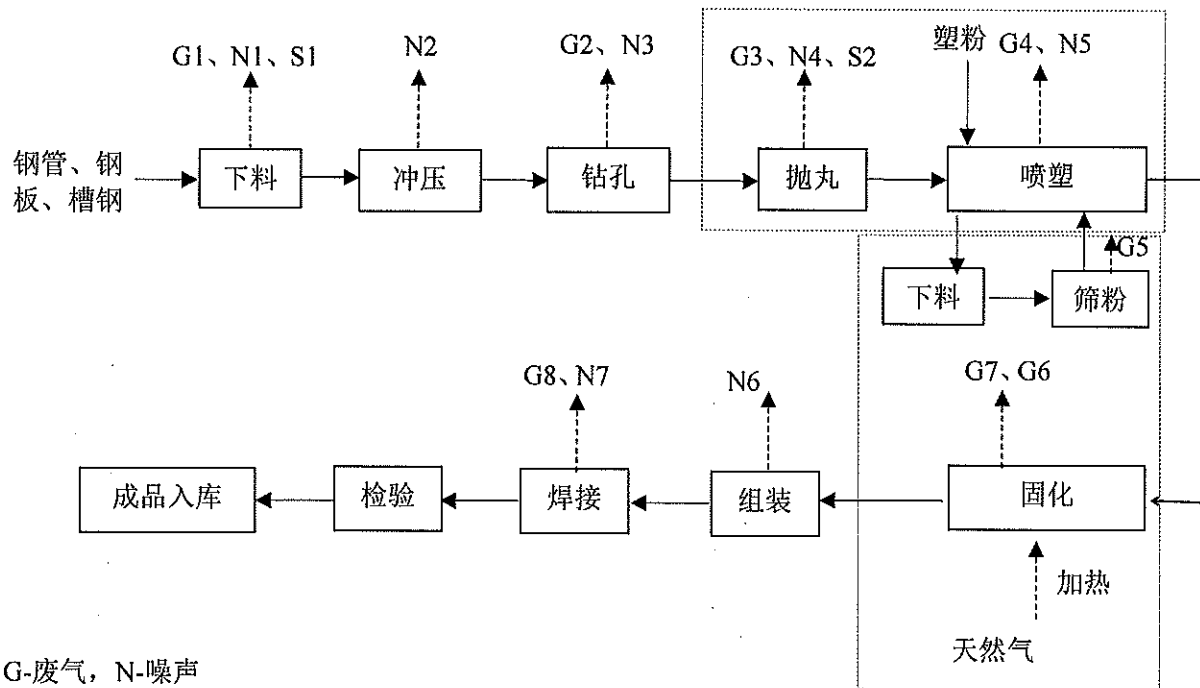 G1、N1、S1
N2
G2、N3
G3、N4、S2
塑粉
G4、N5
钢管、钢
板、槽钢
下料
冲压
钻孔
抛丸
喷塑
G5
下料
筛粉
G8、N7
N6
G7、G6
成品入库
检验
焊接
组装
固化
加热
天然气
G-废气，N-噪声